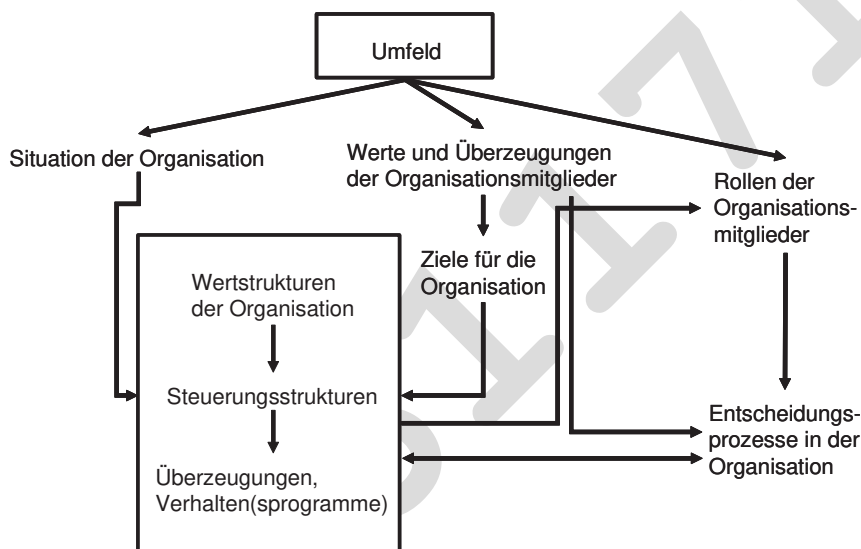 Umfeld
Situation der Organisation
Werte und Überzeugungen
der Organisationsmitglieder
Rollen der
Organisations-
mitglieder
Ziele für die
Organisation
Wertstrukturen
der Organisation
Steuerungsstrukturen
Überzeugungen,
Verhalten(sprogramme)
Entscheidungs-
prozesse in der
Organisation